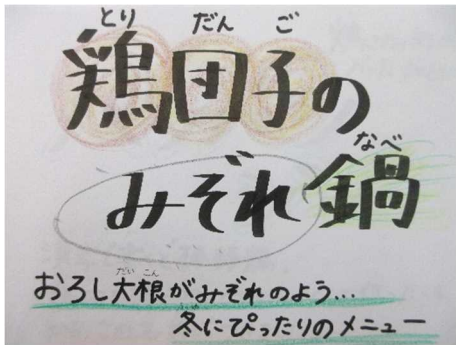 とり だん ご
鶏団子の
なべ
みぞれ鍋
だい こん
おろし大根がみぞれのよう…
冬にぴったりのメニュー